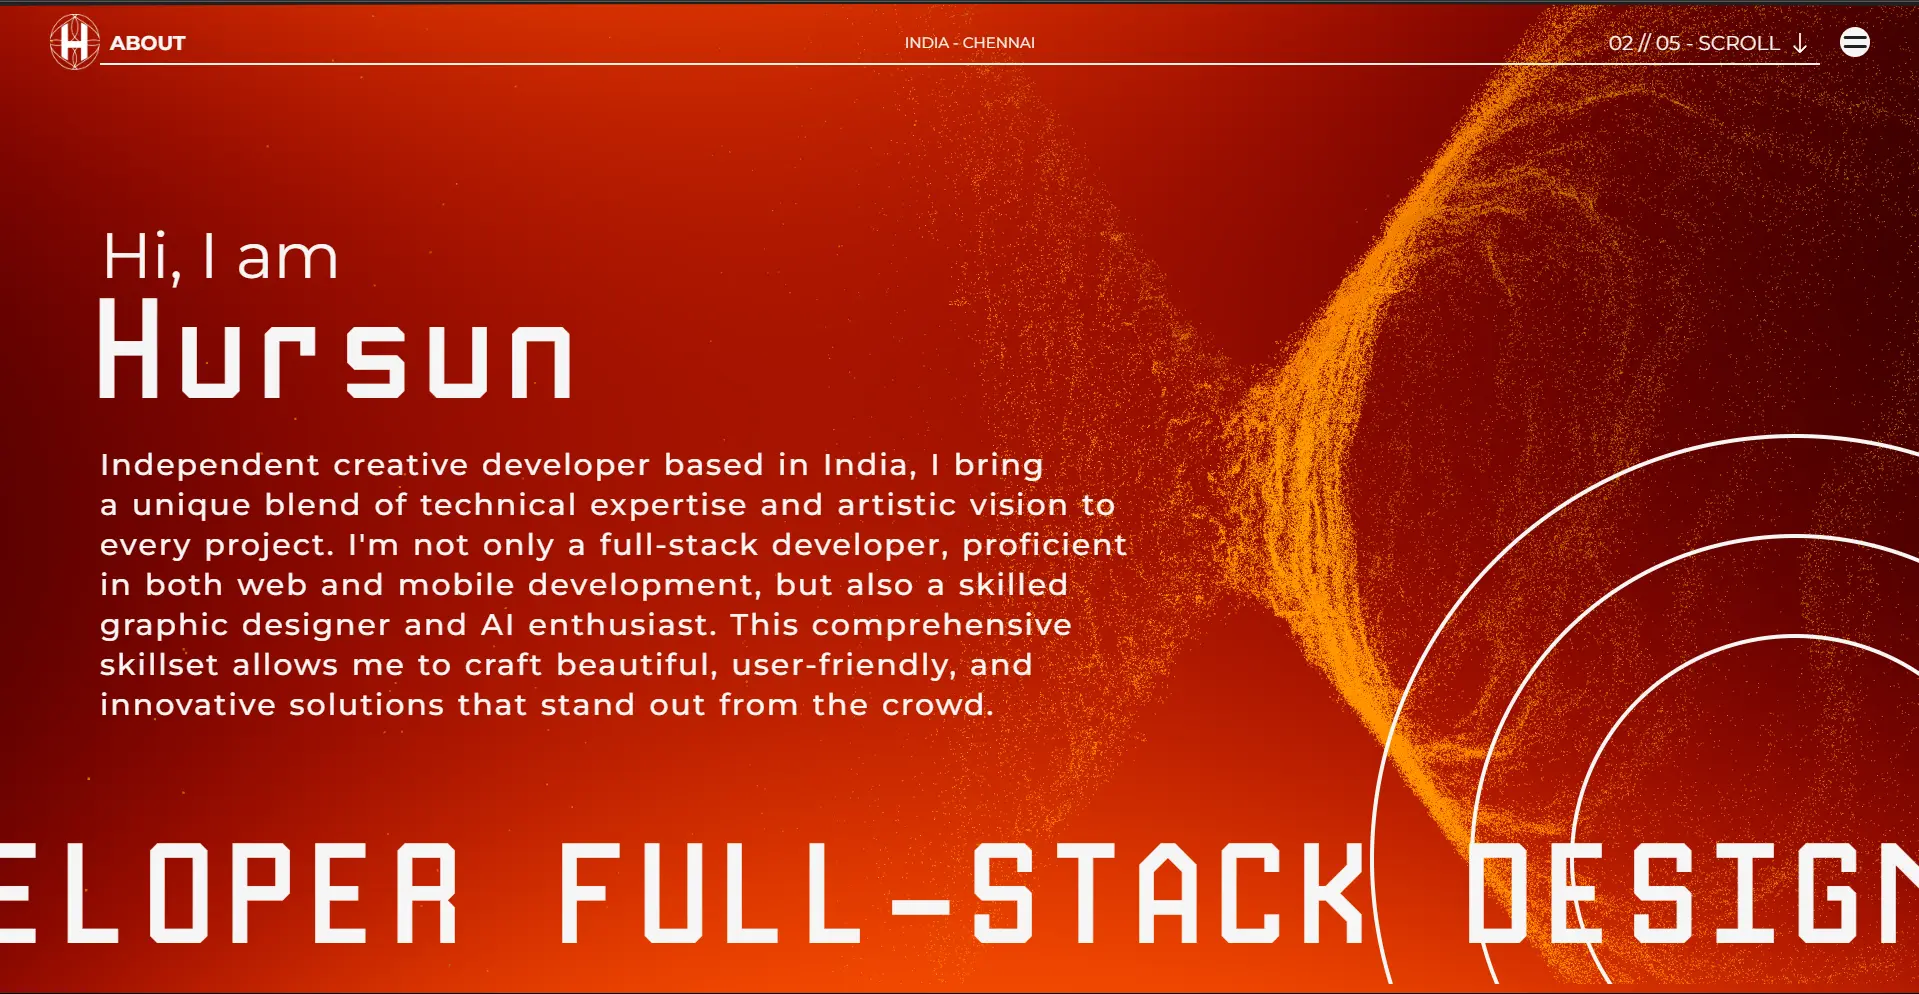 H ABOUT
INDIA - CHENNAI
02 // 05 - SCROLL ↓
Hi, I am
Hursun
Independent creative developer based in India, I bring
a unique blend of technical expertise and artistic vision to
every project. I'm not only a full-stack developer, proficient
in both web and mobile development, but also a skilled
graphic designer and AI enthusiast. This comprehensive
skillset allows me to craft beautiful, user-friendly, and
innovative solutions that stand out from the crowd.
ELOPER FULL-STACK DESIGN